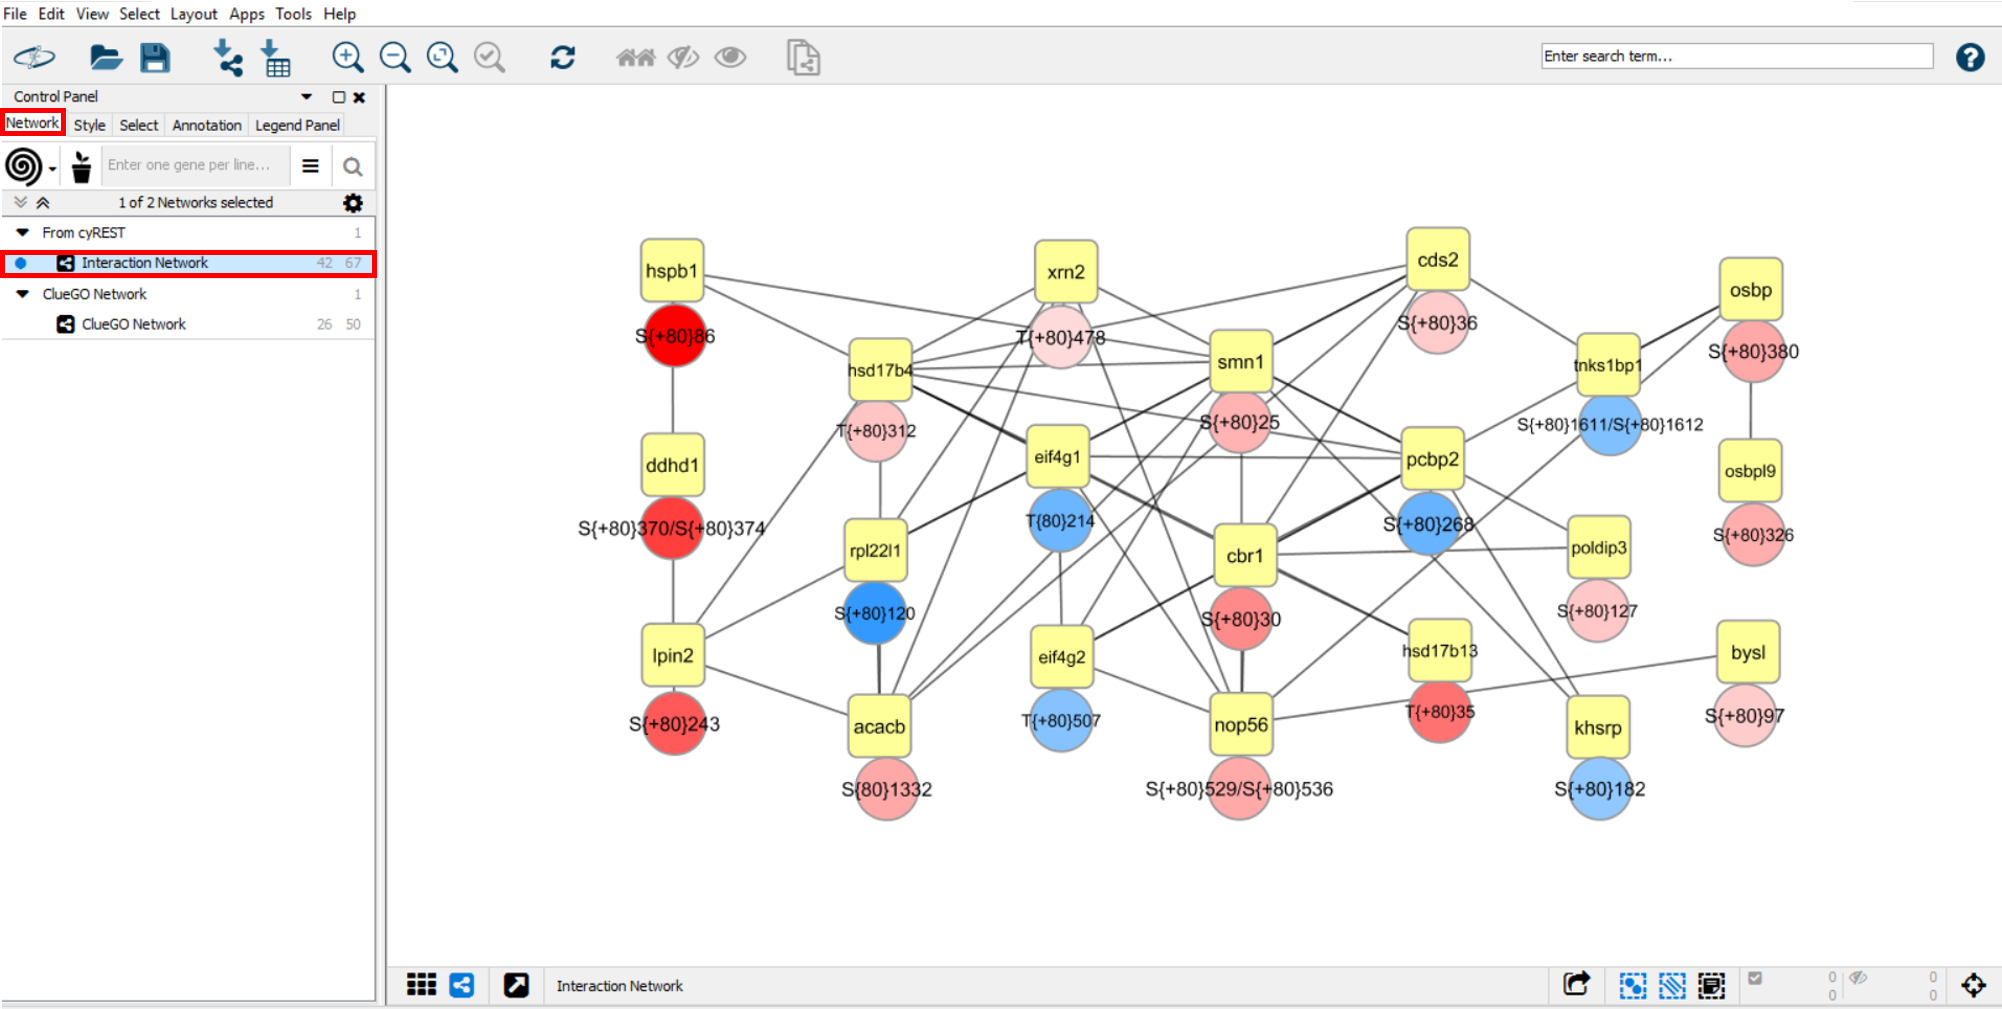 File Edit View Select Layout Apps Tools Help
Enter search term...
Control Panel
Network Style Select Annotation Legend Panel
Enter one gene per line...
1 of 2 Networks selected
From cyREST 1
Interaction Network 42 67
ClueGO Network 1
ClueGO Network 26 50
hspb1
xrn2
cds2
osbp
S{+80}86
T{+80}478
S{+80}36
S{+80}380
hsd17b4
smn1
tnks1bp1
T{+80}312
S{+80}25
S{+80}1611/S{+80}1612
ddhd1
eif4g1
pcbp2
osbpl9
S{+80}370/S{+80}374
T{80}214
S{+80}268
S{+80}326
rpl22l1
cbr1
poldip3
S{+80}120
S{+80}30
S{+80}127
lpin2
eif4g2
hsd17b13
bysl
S{+80}243
T{+80}507
T{+80}35
S{+80}97
acacb
nop56
khsrp
S{80}1332
S{+80}529/S{+80}536
S{+80}182
Interaction Network
0 0
0 0